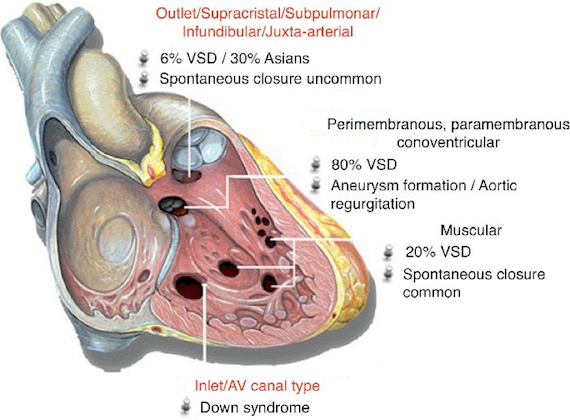 Outlet/Supracristal/Subpulmonar/
Infundibular/Juxta-arterial
6% VSD / 30% Asians
Spontaneous closure uncommon
Perimembranous, paramembranous
conoventricular
80% VSD
Aneurysm formation / Aortic
regurgitation
Muscular
20% VSD
Spontaneous closure
common
Inlet/AV canal type
Down syndrome